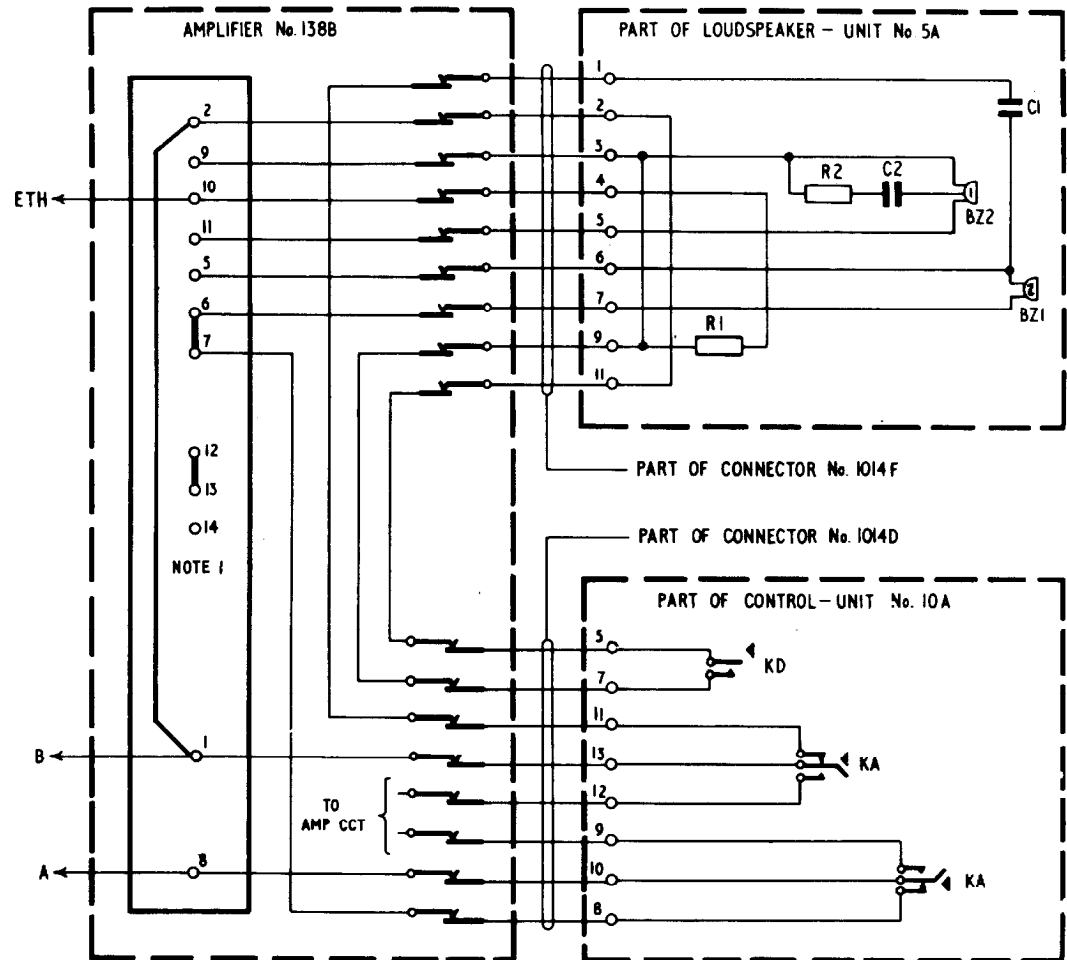 AMPLIFIER No. 138B
2
9
ETH
10
11
5
6
7
12
13
14
NOTE 1
B
1
A
8
TO
AMP CCT
PART OF LOUDSPEAKER - UNIT No. 5A
1
2
3
4
5
6
7
9
11
C1
R2
C2
1
BZ2
2
BZ1
R1
PART OF CONNECTOR No. 1014F
PART OF CONNECTOR No. 1014D
PART OF CONTROL-UNIT No. 10A
5
7
KD
11
13
12
KA
9
10
8
KA